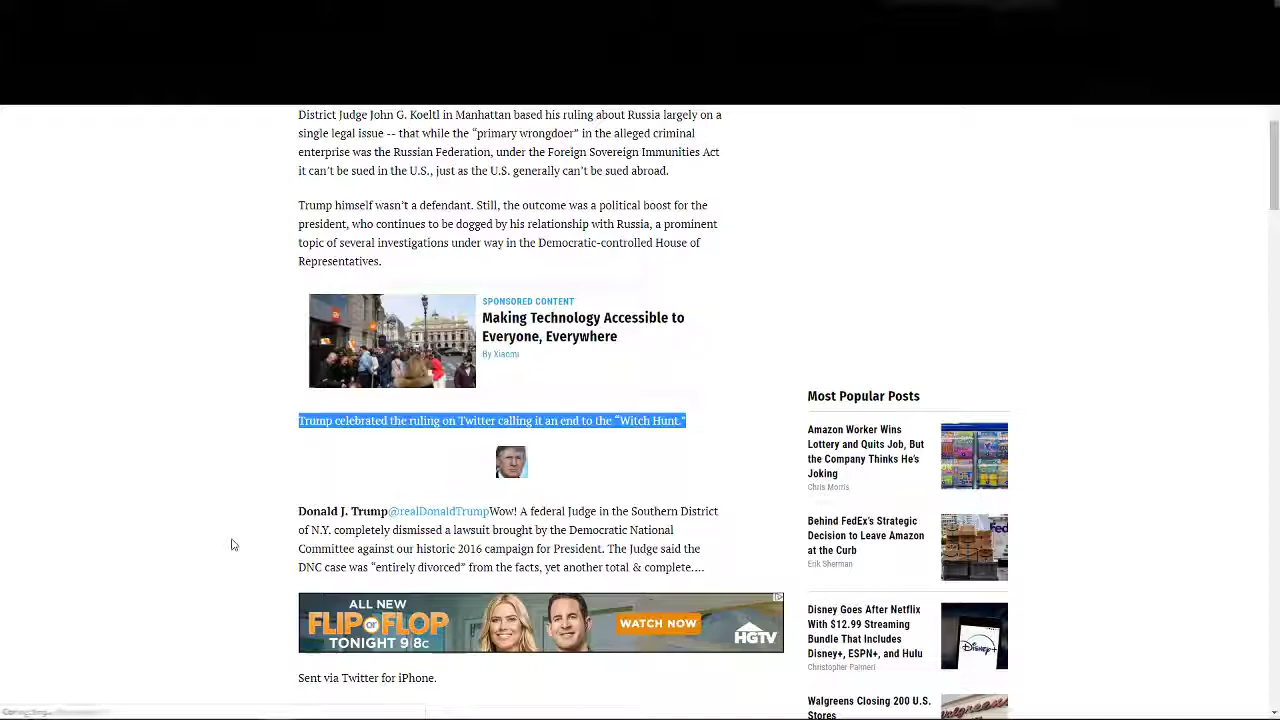 District Judge John G. Koeltl in Manhattan based his ruling about Russia largely on a
single legal issue -- that while the “primary wrongdoer” in the alleged criminal
enterprise was the Russian Federation, under the Foreign Sovereign Immunities Act
it can’t be sued in the U.S., just as the U.S. generally can’t be sued abroad.
Trump himself wasn’t a defendant. Still, the outcome was a political boost for the
president, who continues to be dogged by his relationship with Russia, a prominent
topic of several investigations under way in the Democratic-controlled House of
Representatives.
SPONSORED CONTENT
Making Technology Accessible to
Everyone, Everywhere
By Xiaomi
Trump celebrated the ruling on Twitter calling it an end to the “Witch Hunt.”
Donald J. Trump@realDonaldTrumpWow! A federal Judge in the Southern District
of N.Y. completely dismissed a lawsuit brought by the Democratic National
Committee against our historic 2016 campaign for President. The Judge said the
DNC case was “entirely divorced” from the facts, yet another total & complete....
ALL NEW
FLIP or FLOP
TONIGHT 9|8c
WATCH NOW
HGTV
Sent via Twitter for iPhone.
Most Popular Posts
Amazon Worker Wins
Lottery and Quits Job, But
the Company Thinks He’s
Joking
Chris Morris
Behind FedEx’s Strategic
Decision to Leave Amazon
at the Curb
Erik Sherman
Disney Goes After Netflix
With $12.99 Streaming
Bundle That Includes
Disney+, ESPN+, and Hulu
Christopher Palmeri
Disney+
Walgreens Closing 200 U.S.
Stores